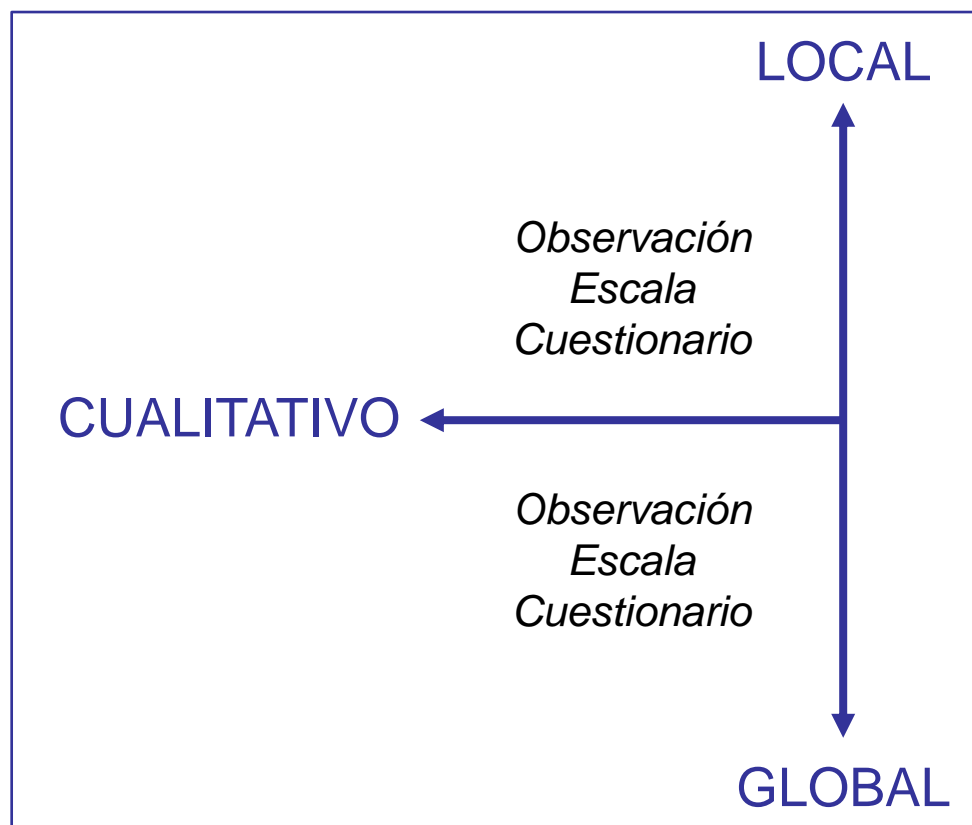 LOCAL
Observación
Escala
Cuestionario
CUALITATIVO
Observación
Escala
Cuestionario
GLOBAL